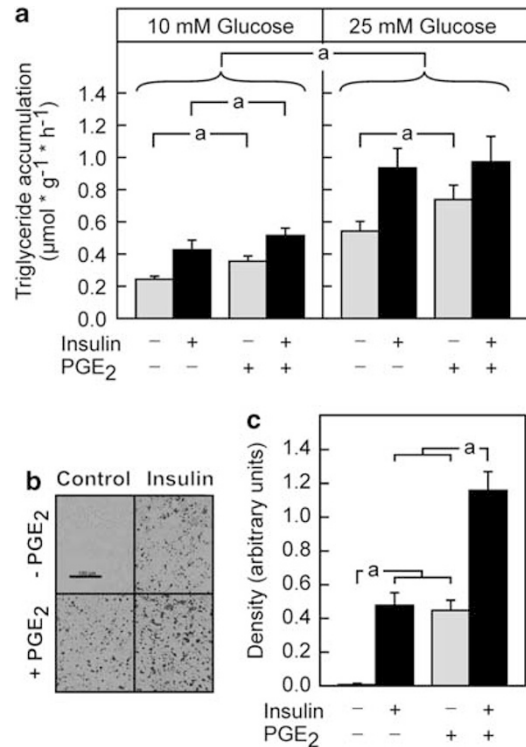 a
10 mM Glucose 25 mM Glucose
a
a
a
a
Triglyceride accumulation
(µmol * g⁻¹ * h⁻¹)
1.4
1.2
1.0
0.8
0.6
0.4
0.2
0.0
Insulin − + − + − + − +
PGE₂ − − + + − − + +
b
Control Insulin
- PGE₂
+ PGE₂
100 µm
c
Density (arbitrary units)
1.4
1.2
1.0
0.8
0.6
0.4
0.2
0.0
a
a
Insulin − + − +
PGE₂ − − + +